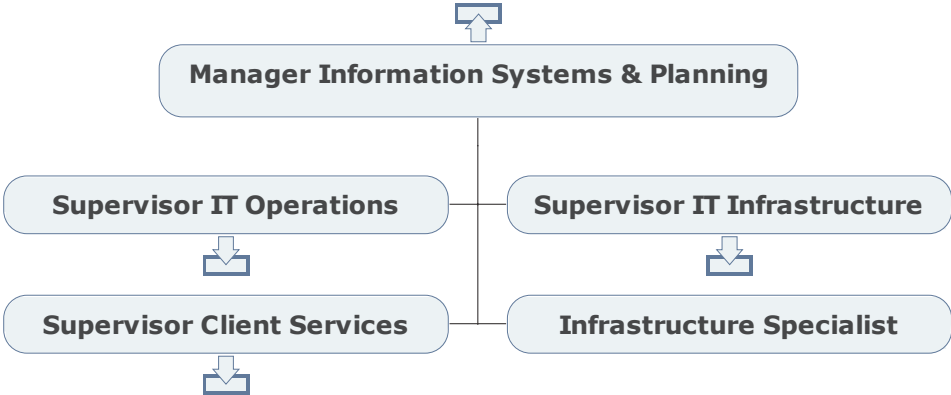 Manager Information Systems & Planning
Supervisor IT Operations
Supervisor IT Infrastructure
Supervisor Client Services
Infrastructure Specialist